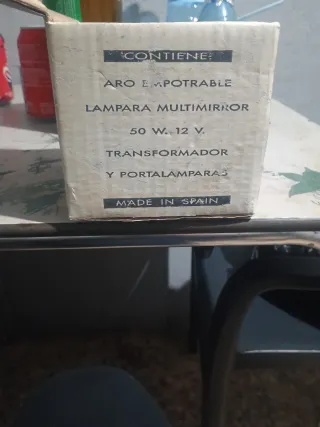 CONTIENE:
ARO EMPOTRABLE
LAMPARA MULTIMIRROR
50 W. 12 V.
TRANSFORMADOR
Y PORTALAMPARAS
MADE IN SPAIN